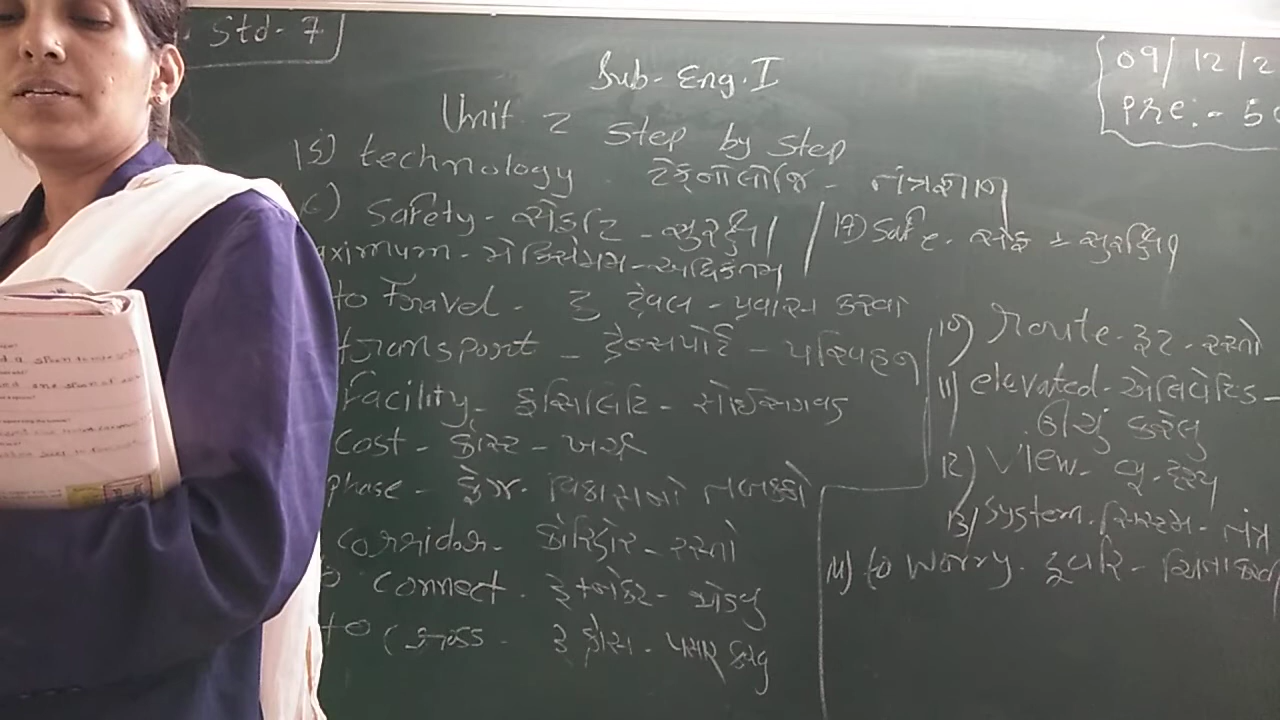 Std - 7
09/12/2
Pre :- 5
Sub- Eng. I
Unit 2 Step by Step
15) technology. ટેક્નોલોજિ - તંત્રજ્ઞાન
Safety - સેફટિ - સુરક્ષા
17) Safe. સેફ - સુરક્ષિત
aximum - મેક્સિમમ - અધિકતમ
to travel - ટુ ટ્રેવલ - પ્રવાસ કરવો
transport - ટ્રેન્સપોર્ટ - પરિવહન
Facility - ફૅસિલિટિ - સોઈસગવડ
cost - કોસ્ટ - ખર્ચ
phase - ફેઝ - વિકાસનો તબક્કો
corridor - કોરિડોર - રસ્તો
connect - કનેક્ટ - જોડવું
to Cross - ટુ ક્રોસ - પસાર કરવું
10) route - રૂટ - રસ્તો
11) elevated - એલિવેટિડ -
ઊંચું કરેલુ
12) View - વ્યુ - દ્રશ્ય
13) System - સિસ્ટમ - તંત્ર
14) to worry. ટૂ વરિ - ચિંતા